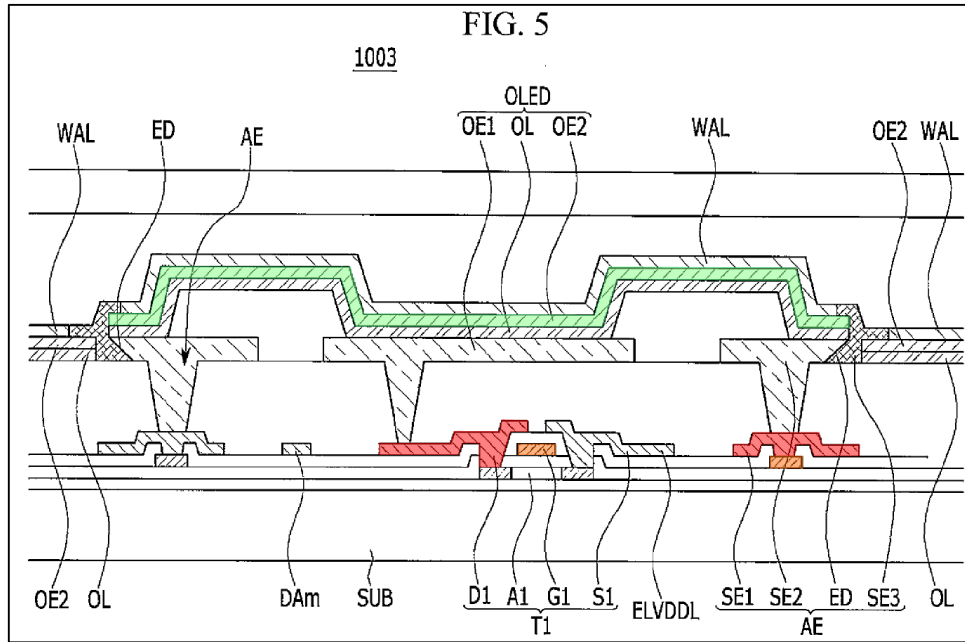 FIG. 5
1003
OLED
WAL ED AE OE1 OL OE2 WAL OE2 WAL
OE2 OL DAm SUB D1 A1 G1 S1 ELVDDL SE1 SE2 ED SE3 OL
T1 AE